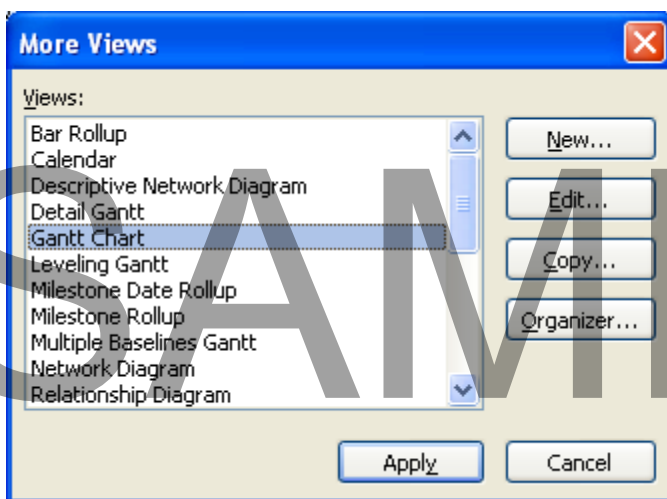 More Views
Views:
Bar Rollup
Calendar
Descriptive Network Diagram
Detail Gantt
Gantt Chart
Leveling Gantt
Milestone Date Rollup
Milestone Rollup
Multiple Baselines Gantt
Network Diagram
Relationship Diagram
New...
Edit...
Copy...
Organizer...
Apply
Cancel